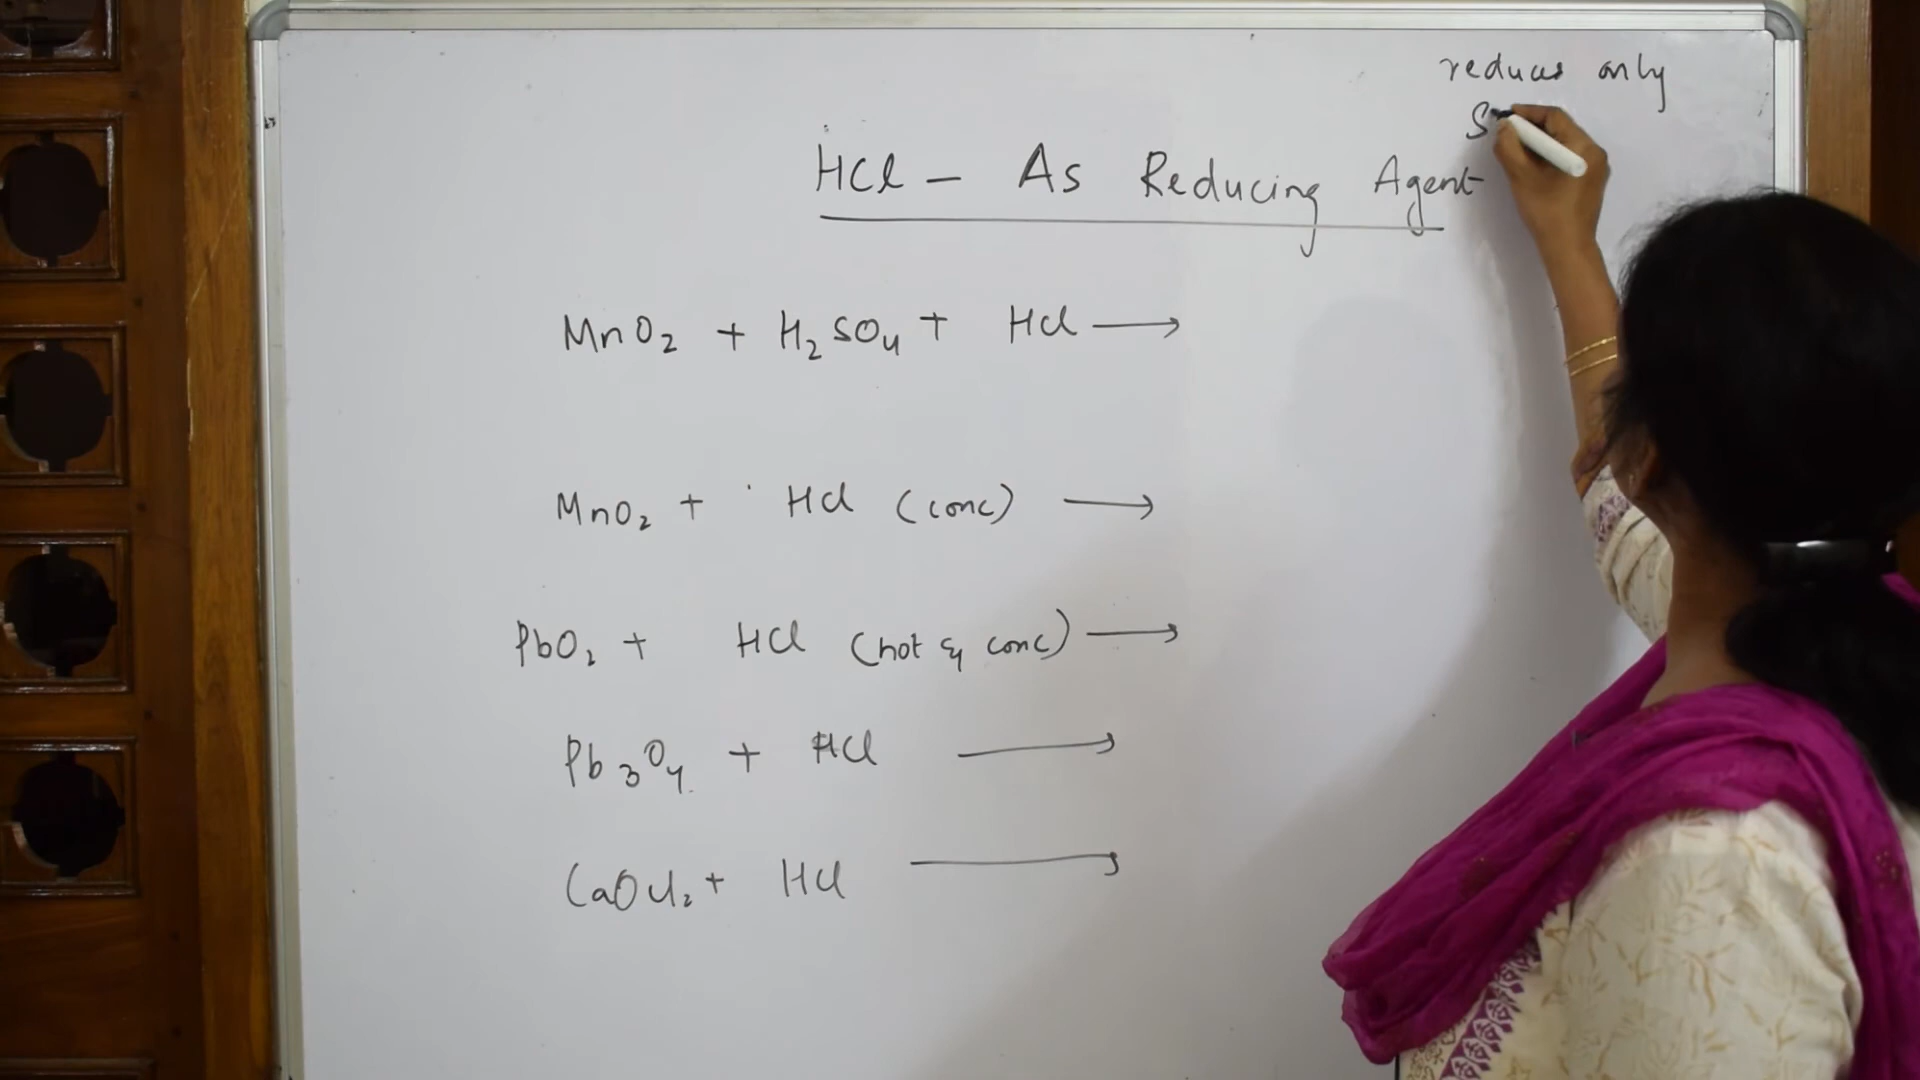 reduces only
S
HCl - As Reducing Agent
MnO₂ + H₂SO₄ + HCl ⟶
MnO₂ + HCl (conc) ⟶
PbO₂ + HCl (hot & conc) ⟶
Pb₃O₄ + HCl ⟶
CaOCl₂ + HCl ⟶